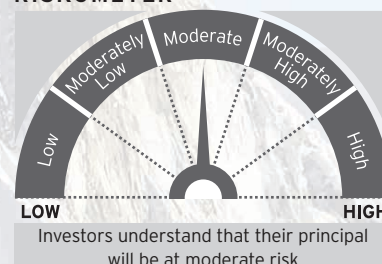 RISKOMETER
Low
Moderately
Low
Moderate
Moderately
High
High
LOW HIGH
Investors understand that their principal
will be at moderate risk